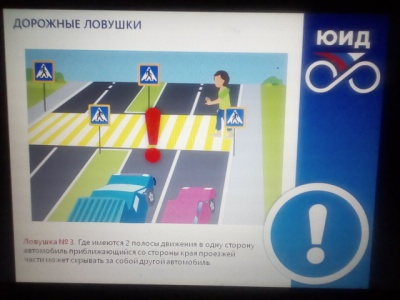 ДОРОЖНЫЕ ЛОВУШКИ
ЮИД
Ловушка №3. Где имеются 2 полосы движения в одну сторону
автомобиль приближающийся со стороны края проезжей
части может скрывать за собой другой автомобиль